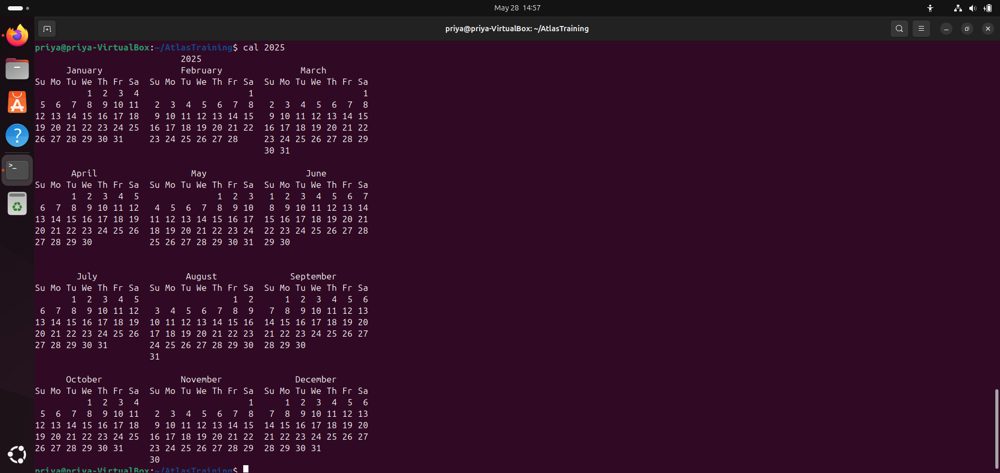 May 28 14:57
priya@priya-VirtualBox: ~/AtlasTraining
priya@priya-VirtualBox:~/AtlasTraining$ cal 2025
                            2025
      January               February               March
Su Mo Tu We Th Fr Sa  Su Mo Tu We Th Fr Sa  Su Mo Tu We Th Fr Sa
          1  2  3  4                     1                     1
 5  6  7  8  9 10 11   2  3  4  5  6  7  8   2  3  4  5  6  7  8
12 13 14 15 16 17 18   9 10 11 12 13 14 15   9 10 11 12 13 14 15
19 20 21 22 23 24 25  16 17 18 19 20 21 22  16 17 18 19 20 21 22
26 27 28 29 30 31     23 24 25 26 27 28     23 24 25 26 27 28 29
                                            30 31
       April                  May                   June
Su Mo Tu We Th Fr Sa  Su Mo Tu We Th Fr Sa  Su Mo Tu We Th Fr Sa
       1  2  3  4  5               1  2  3   1  2  3  4  5  6  7
 6  7  8  9 10 11 12   4  5  6  7  8  9 10   8  9 10 11 12 13 14
13 14 15 16 17 18 19  11 12 13 14 15 16 17  15 16 17 18 19 20 21
20 21 22 23 24 25 26  18 19 20 21 22 23 24  22 23 24 25 26 27 28
27 28 29 30           25 26 27 28 29 30 31  29 30
        July                 August              September
Su Mo Tu We Th Fr Sa  Su Mo Tu We Th Fr Sa  Su Mo Tu We Th Fr Sa
       1  2  3  4  5                  1  2      1  2  3  4  5  6
 6  7  8  9 10 11 12   3  4  5  6  7  8  9   7  8  9 10 11 12 13
13 14 15 16 17 18 19  10 11 12 13 14 15 16  14 15 16 17 18 19 20
20 21 22 23 24 25 26  17 18 19 20 21 22 23  21 22 23 24 25 26 27
27 28 29 30 31        24 25 26 27 28 29 30  28 29 30
                      31
      October               November              December
Su Mo Tu We Th Fr Sa  Su Mo Tu We Th Fr Sa  Su Mo Tu We Th Fr Sa
          1  2  3  4                     1      1  2  3  4  5  6
 5  6  7  8  9 10 11   2  3  4  5  6  7  8   7  8  9 10 11 12 13
12 13 14 15 16 17 18   9 10 11 12 13 14 15  14 15 16 17 18 19 20
19 20 21 22 23 24 25  16 17 18 19 20 21 22  21 22 23 24 25 26 27
26 27 28 29 30 31     23 24 25 26 27 28 29  28 29 30 31
                      30
priya@priya-VirtualBox:~/AtlasTraining$